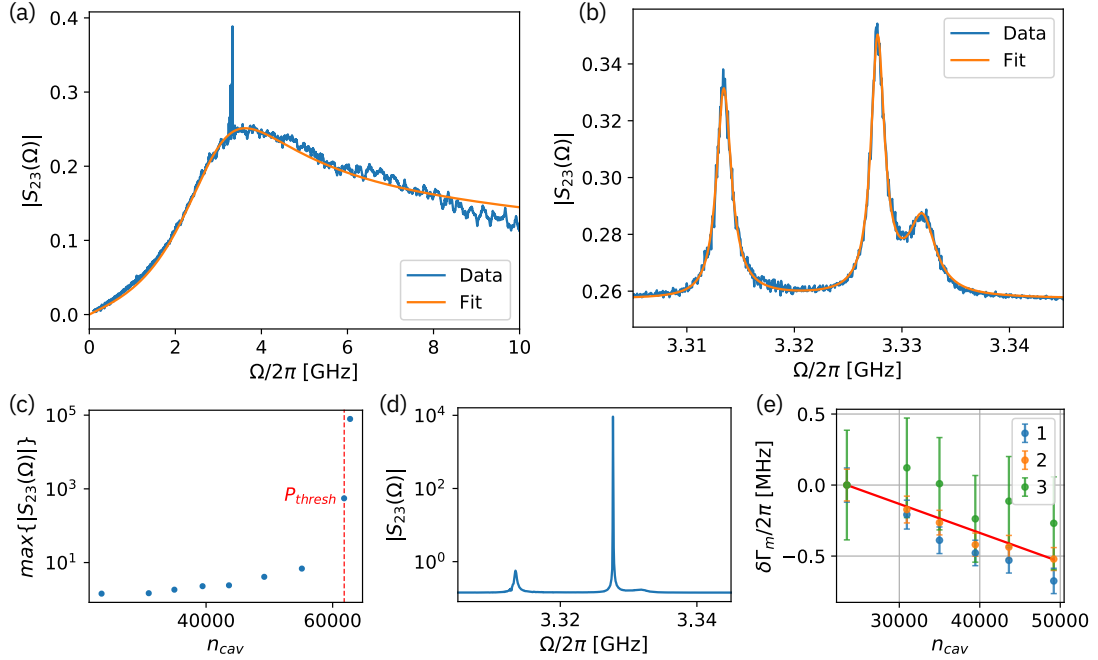 (a)
|S23(Ω)|
0.4
0.3
0.2
0.1
0.0
0
2
4
6
8
10
Ω/2π [GHz]
Data
Fit
(b)
|S23(Ω)|
0.34
0.32
0.30
0.28
0.26
3.31
3.32
3.33
3.34
Ω/2π [GHz]
Data
Fit
(c)
max{|S23(Ω)|}
10^5
10^3
10^1
P_thresh
40000
60000
n_cav
(d)
|S23(Ω)|
10^4
10^2
10^0
3.32
3.34
Ω/2π [GHz]
(e)
δΓm/2π [MHz]
0.5
0.0
−0.5
1
2
3
30000
40000
50000
n_cav